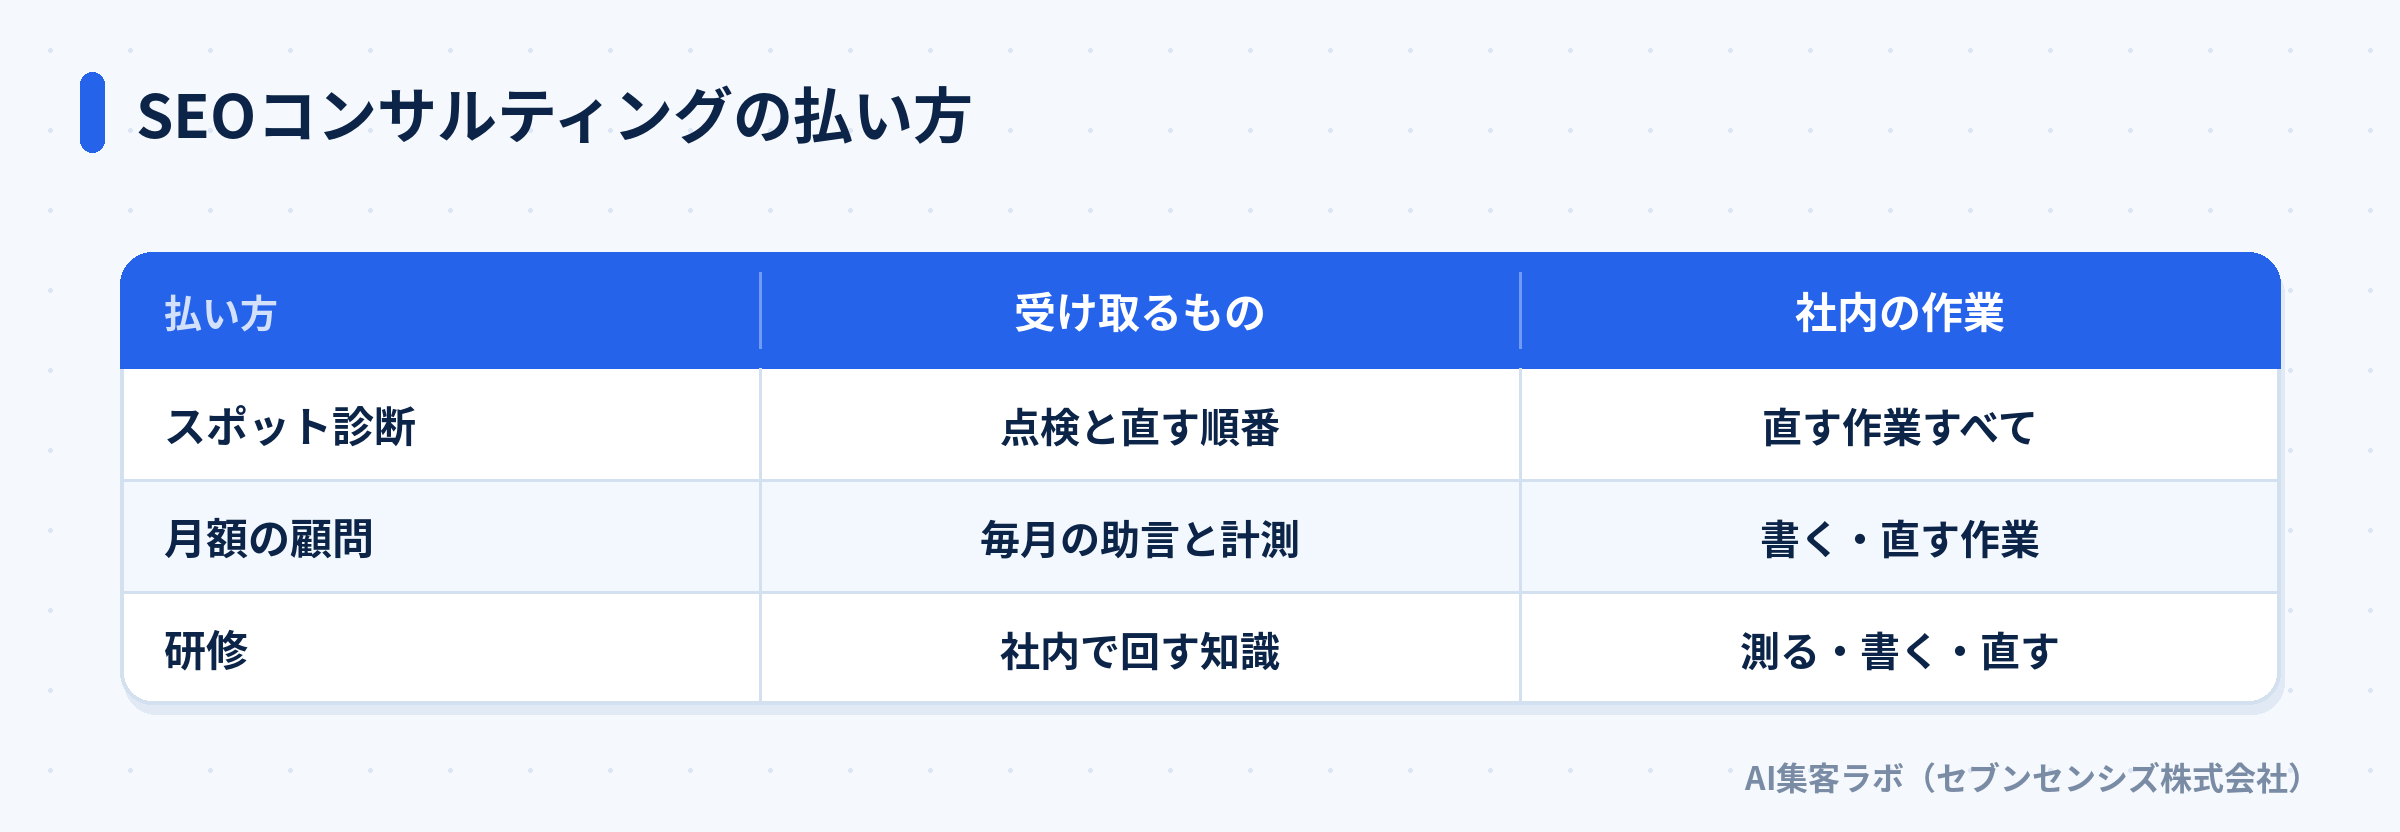 SEOコンサルティングの払い方
払い方 受け取るもの 社内の作業
スポット診断 点検と直す順番 直す作業すべて
月額の顧問 毎月の助言と計測 書く・直す作業
研修 社内で回す知識 測る・書く・直す
AI集客ラボ（セブンセンシズ株式会社）